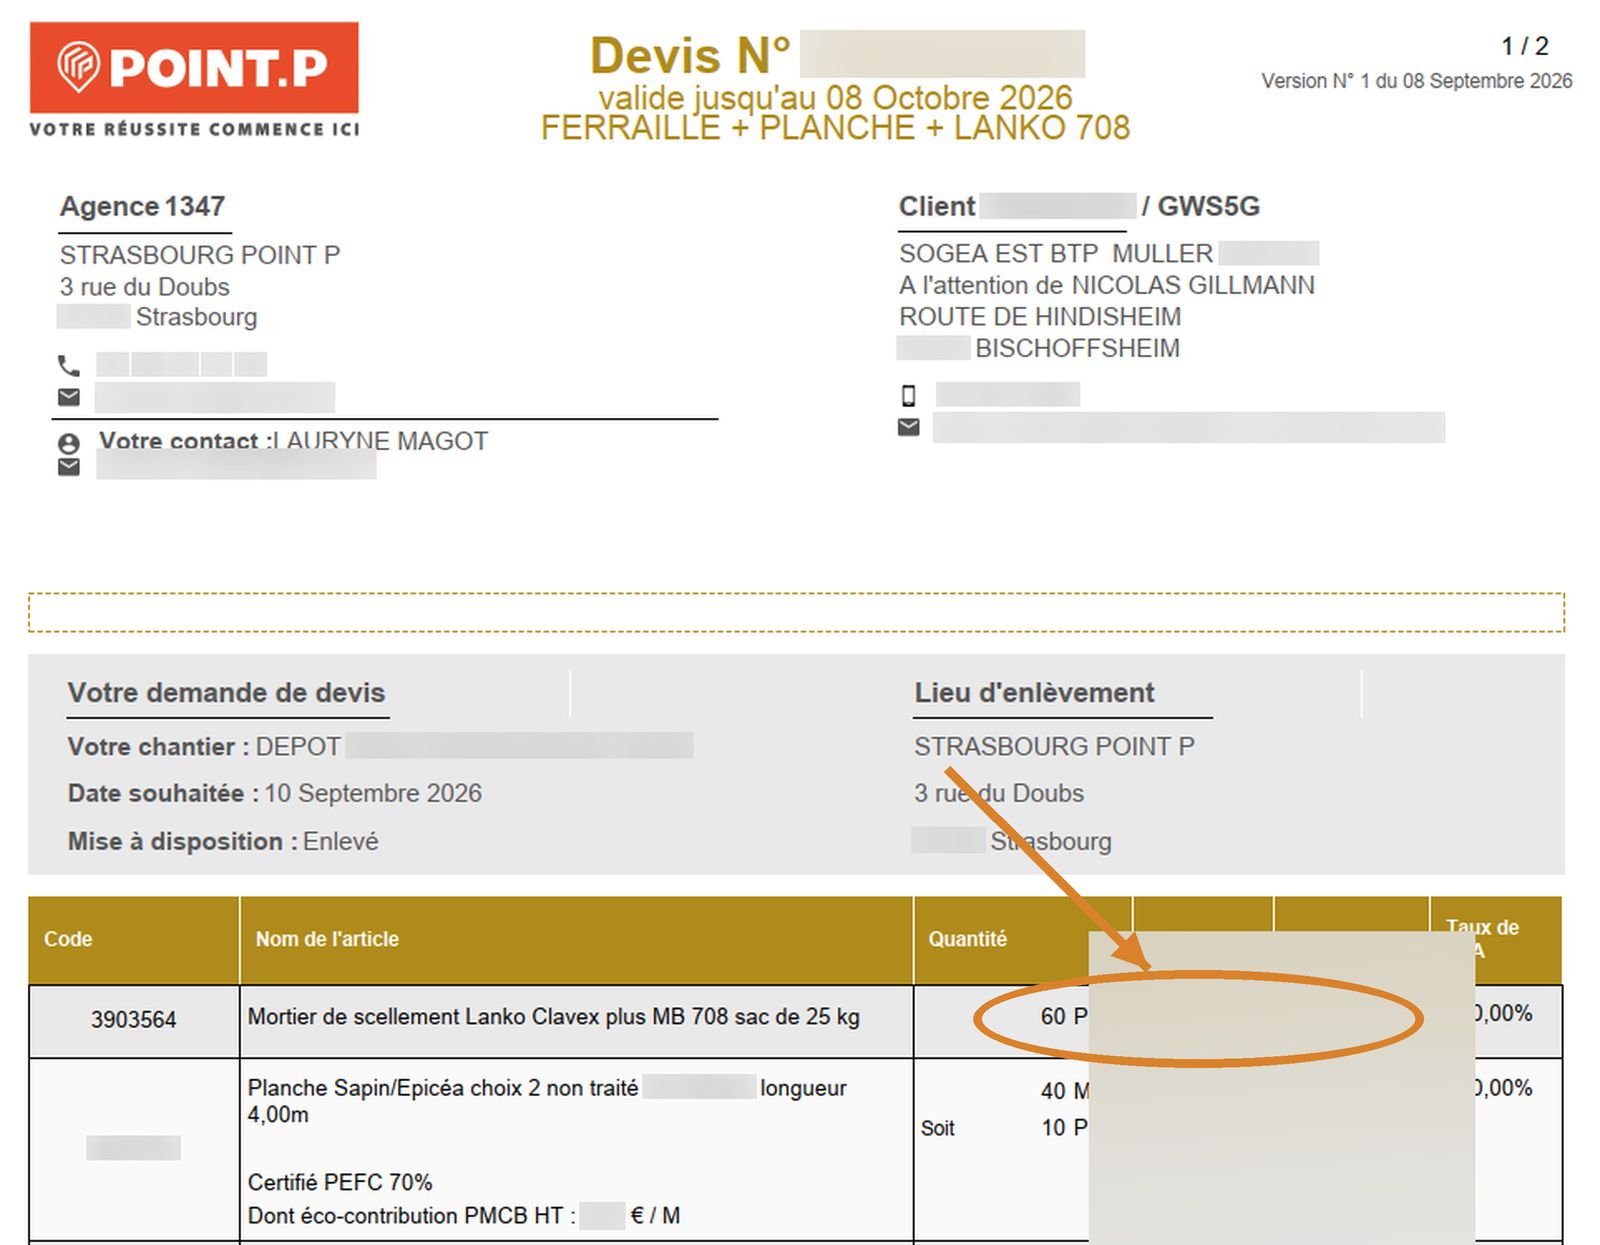 POINT.P
VOTRE RÉUSSITE COMMENCE ICI
Devis N°
valide jusqu'au 08 Octobre 2026
FERRAILLE + PLANCHE + LANKO 708
1 / 2
Version N° 1 du 08 Septembre 2026
Agence 1347
STRASBOURG POINT P
3 rue du Doubs
Strasbourg
Votre contact :LAURYNE MAGOT
Client / GWS5G
SOGEA EST BTP MULLER
A l'attention de NICOLAS GILLMANN
ROUTE DE HINDISHEIM
BISCHOFFSHEIM
Votre demande de devis
Votre chantier : DEPOT
Date souhaitée : 10 Septembre 2026
Mise à disposition : Enlevé
Lieu d'enlèvement
STRASBOURG POINT P
3 rue du Doubs
Strasbourg
Code Nom de l'article Quantité Taux de
3903564 Mortier de scellement Lanko Clavex plus MB 708 sac de 25 kg 60 P
Planche Sapin/Epicéa choix 2 non traité longueur 40 M
4,00m
Soit 10 P
Certifié PEFC 70%
Dont éco-contribution PMCB HT : € / M